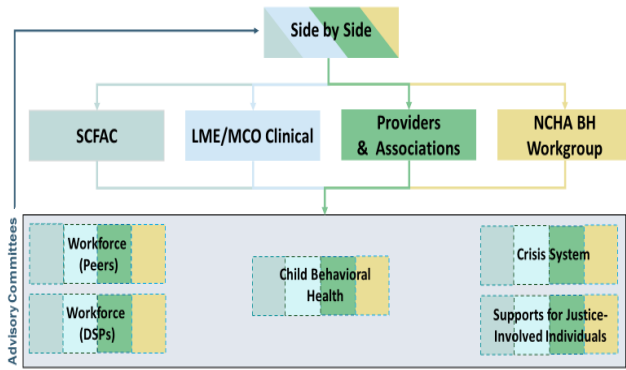 Side by Side
SCFAC
LME/MCO Clinical
Providers
& Associations
NCHA BH
Workgroup
Advisory Committees
Workforce
(Peers)
Workforce
(DSPs)
Child Behavioral
Health
Crisis System
Supports for Justice-
Involved Individuals